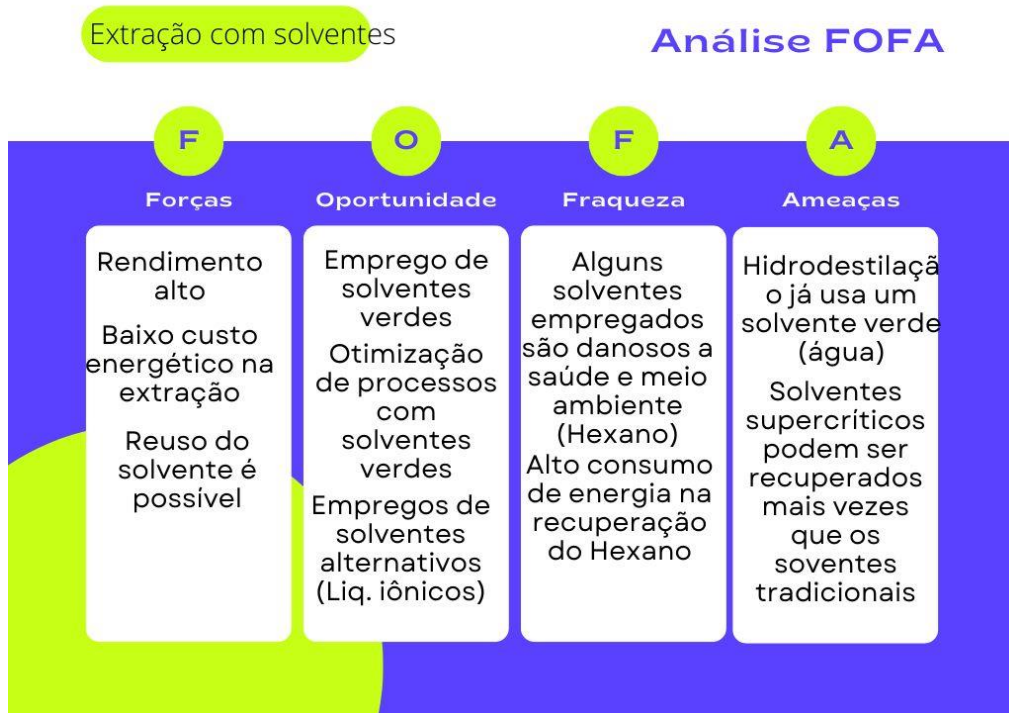 Extração com solventes
Análise FOFA
F
Forças
Rendimento
alto
Baixo custo
energético na
extração
Reuso do
solvente é
possível
O
Oportunidade
Emprego de
solventes
verdes
Otimização
de processos
com
solventes
verdes
Empregos de
solventes
alternativos
(Liq. iônicos)
F
Fraqueza
Alguns
solventes
empregados
são danosos a
saúde e meio
ambiente
(Hexano)
Alto consumo
de energia na
recuperação
do Hexano
A
Ameaças
Hidrodestilaçã
o já usa um
solvente verde
(água)
Solventes
supercríticos
podem ser
recuperados
mais vezes
que os
soventes
tradicionais